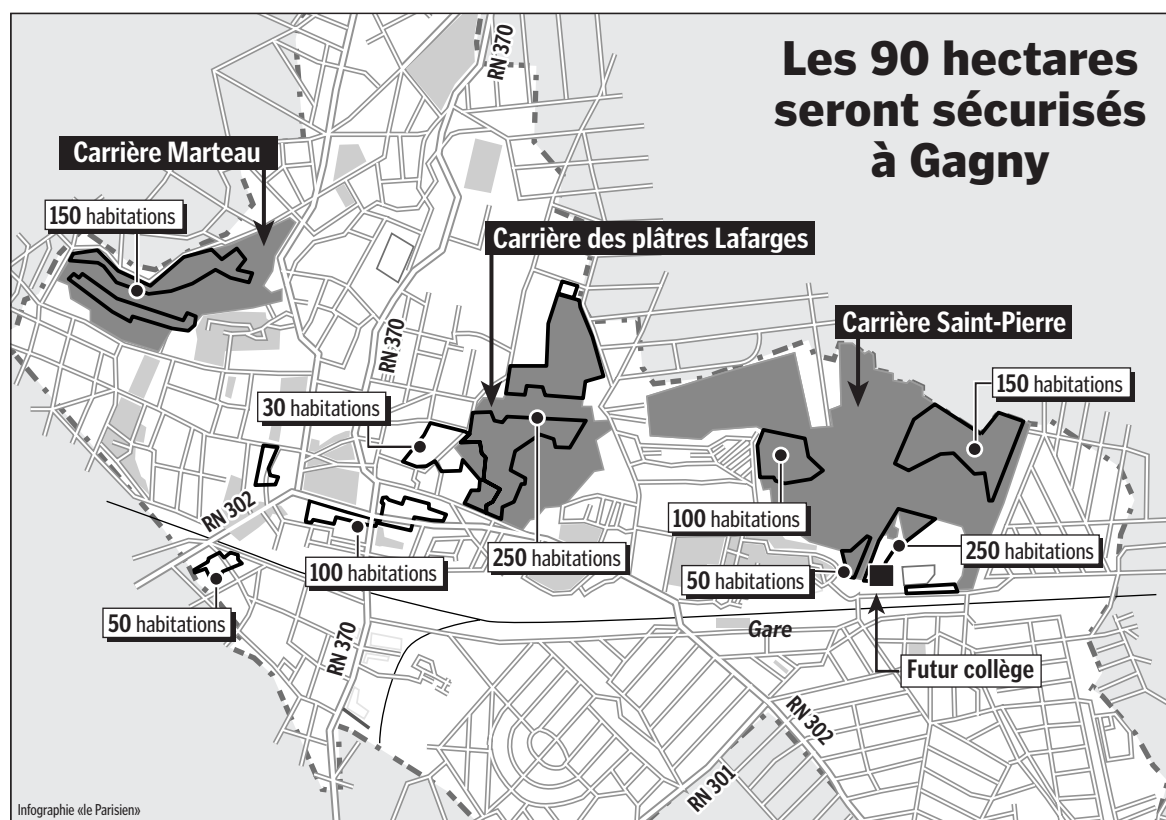 Les 90 hectares
seront sécurisés
à Gagny
RN 370
Carrière Marteau
150 habitations
Carrière des plâtres Lafarges
Carrière Saint-Pierre
RN 370
150 habitations
30 habitations
RN 302
100 habitations
250 habitations
100 habitations
50 habitations
250 habitations
50 habitations
Gare
RN 370
Futur collège
RN 302
RN 301
Infographie «le Parisien»